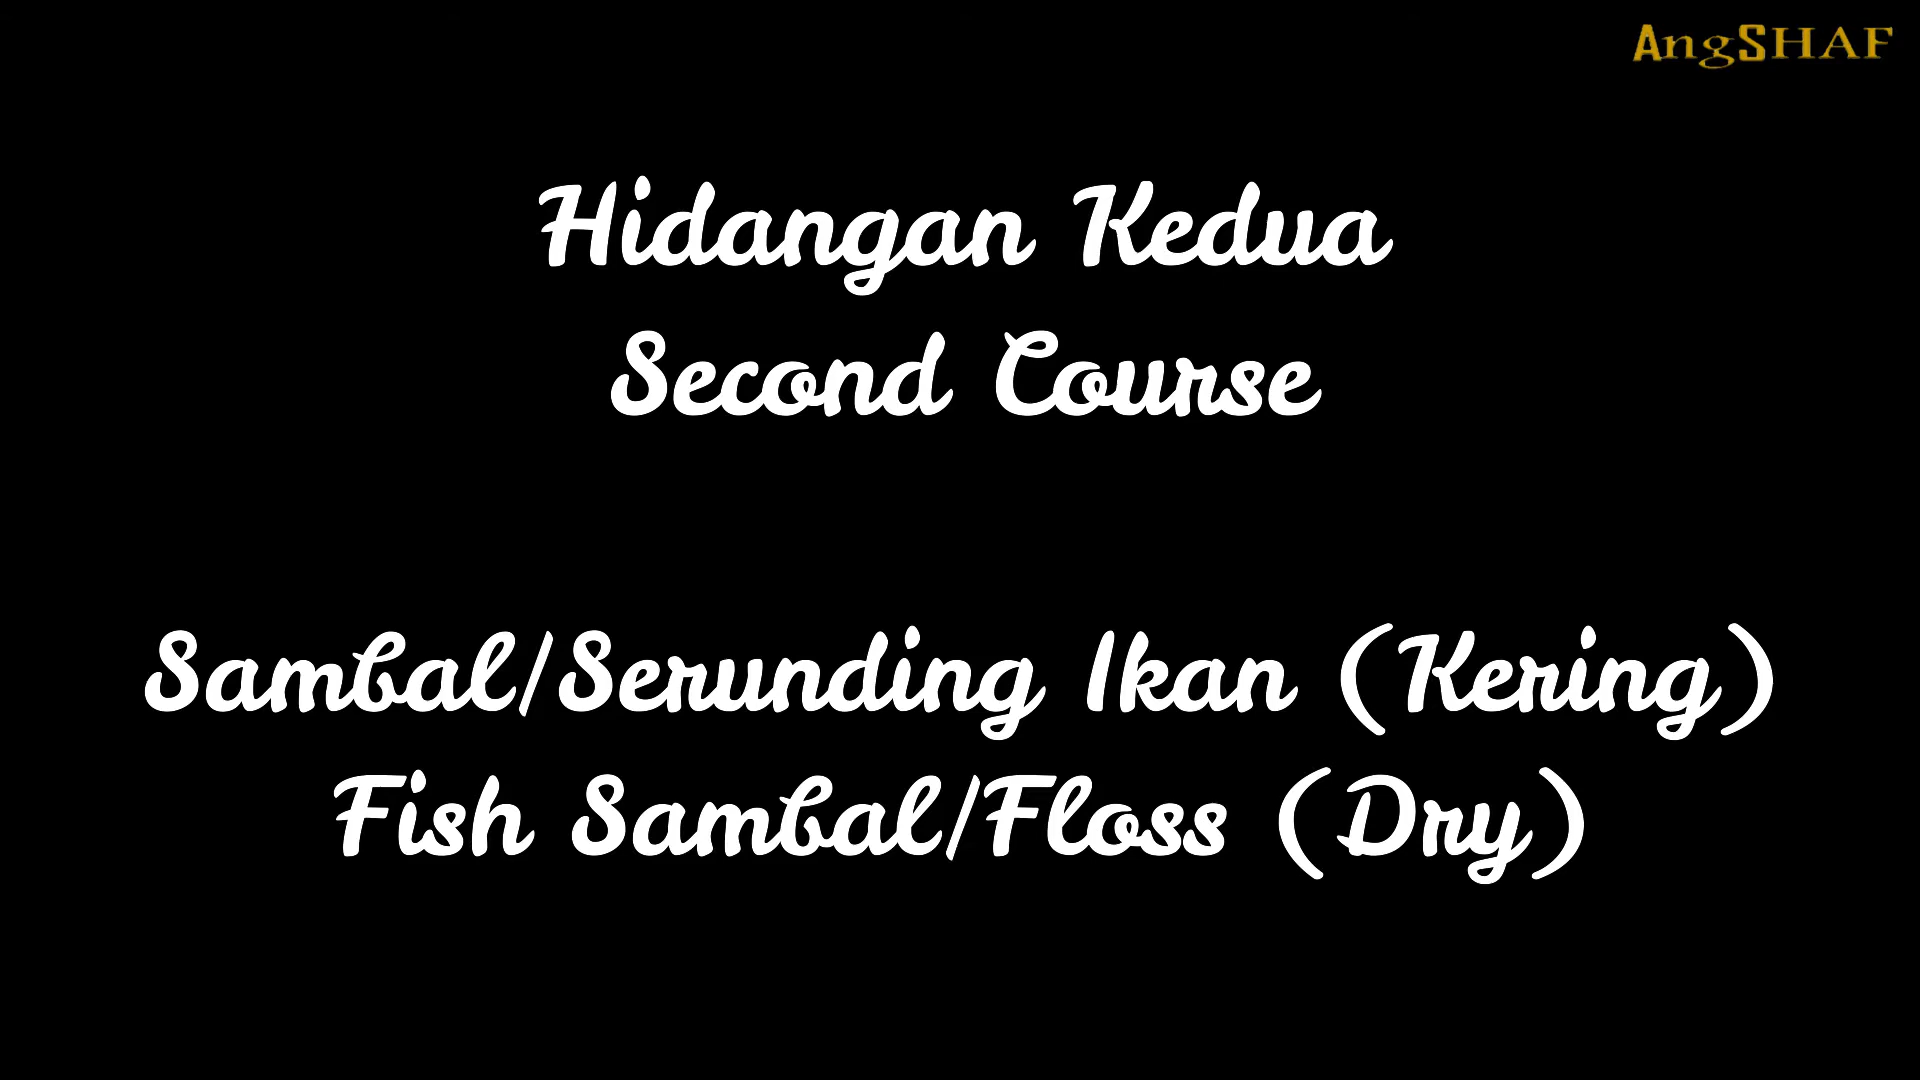 AngSHAF
Hidangan Kedua
Second Course
Sambal/Serunding Ikan (Kering)
Fish Sambal/Floss (Dry)